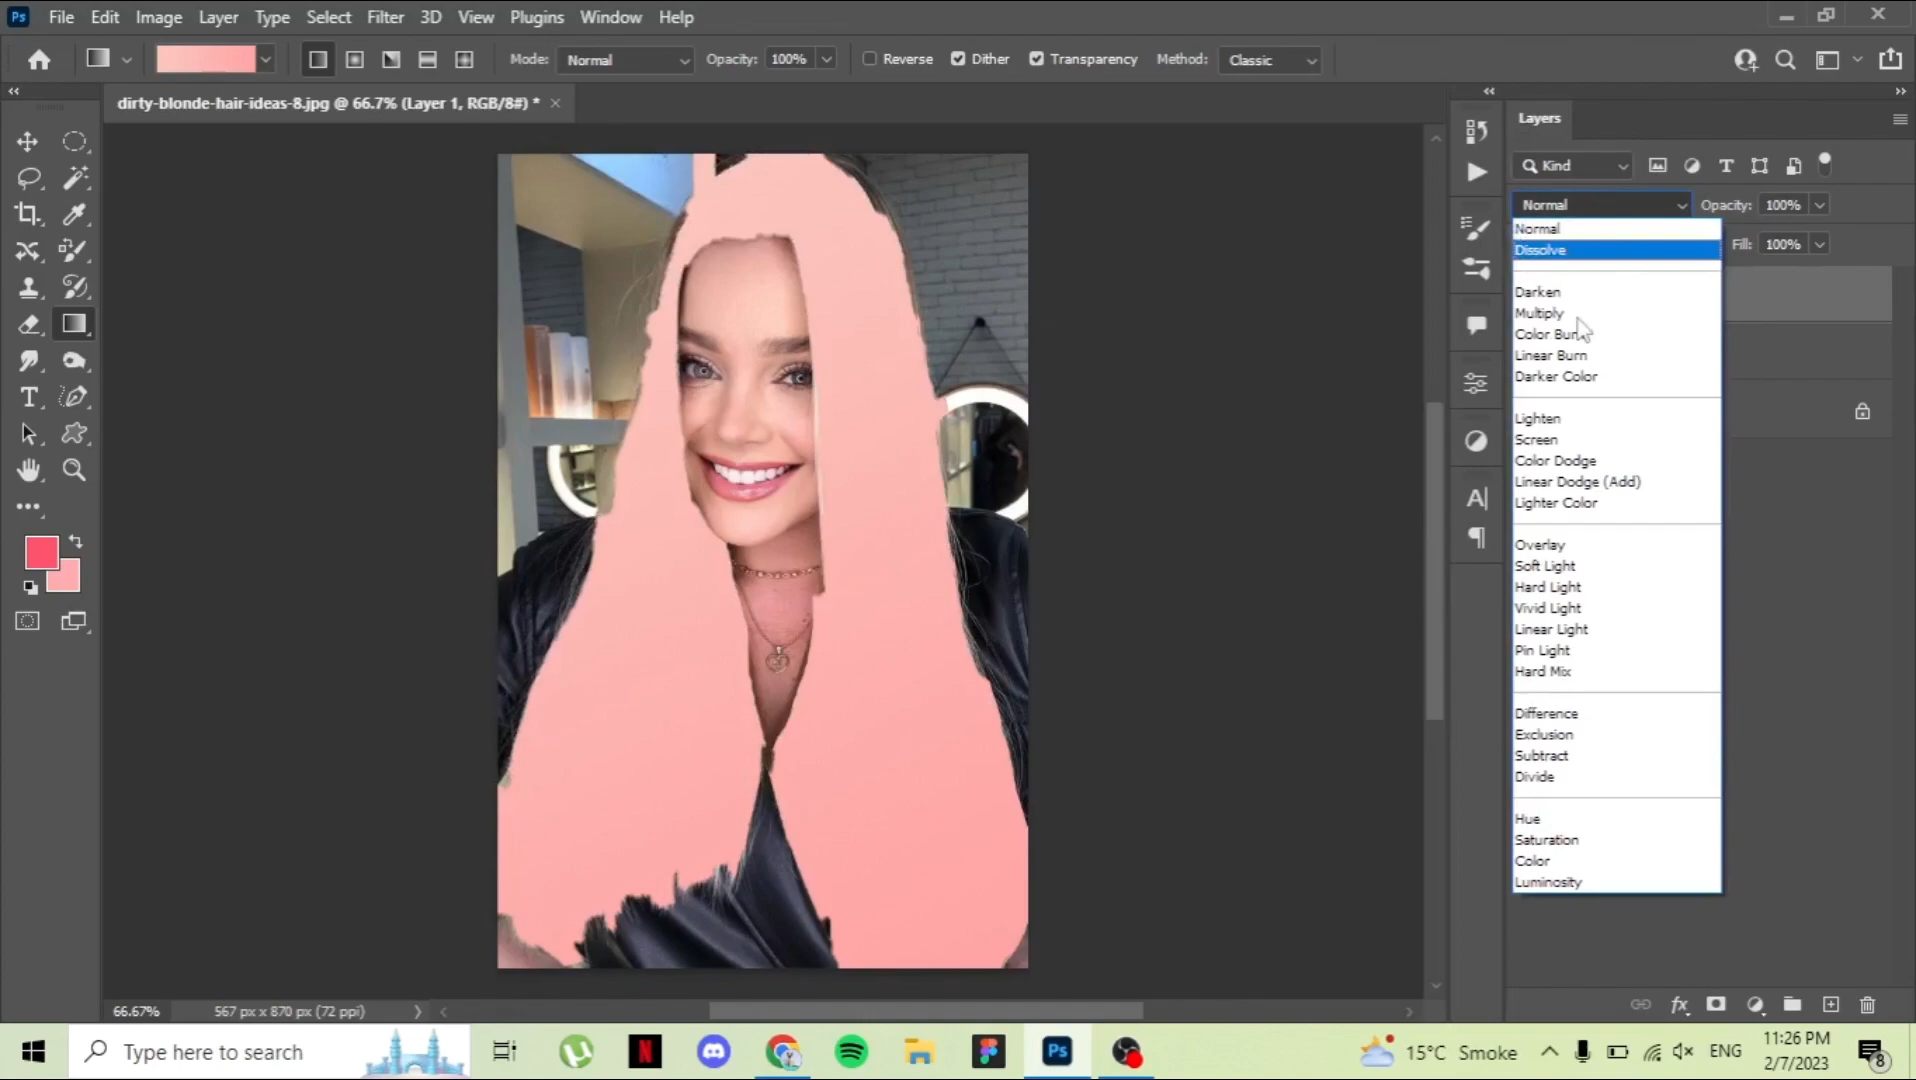 Ps File Edit Image Layer Type Select Filter 3D View Plugins Window Help
Mode: Normal Opacity: 100% Reverse Dither Transparency Method: Classic
dirty-blonde-hair-ideas-8.jpg @ 66.7% (Layer 1, RGB/8#) *
Layers
Kind
Normal Opacity: 100%
Fill: 100%
Normal
Dissolve
Darken
Multiply
Color Burn
Linear Burn
Darker Color
Lighten
Screen
Color Dodge
Linear Dodge (Add)
Lighter Color
Overlay
Soft Light
Hard Light
Vivid Light
Linear Light
Pin Light
Hard Mix
Difference
Exclusion
Subtract
Divide
Hue
Saturation
Color
Luminosity
66.67% 567 px x 870 px (72 ppi)
Type here to search
Ps
15°C Smoke
ENG
11:26 PM
2/7/2023
8